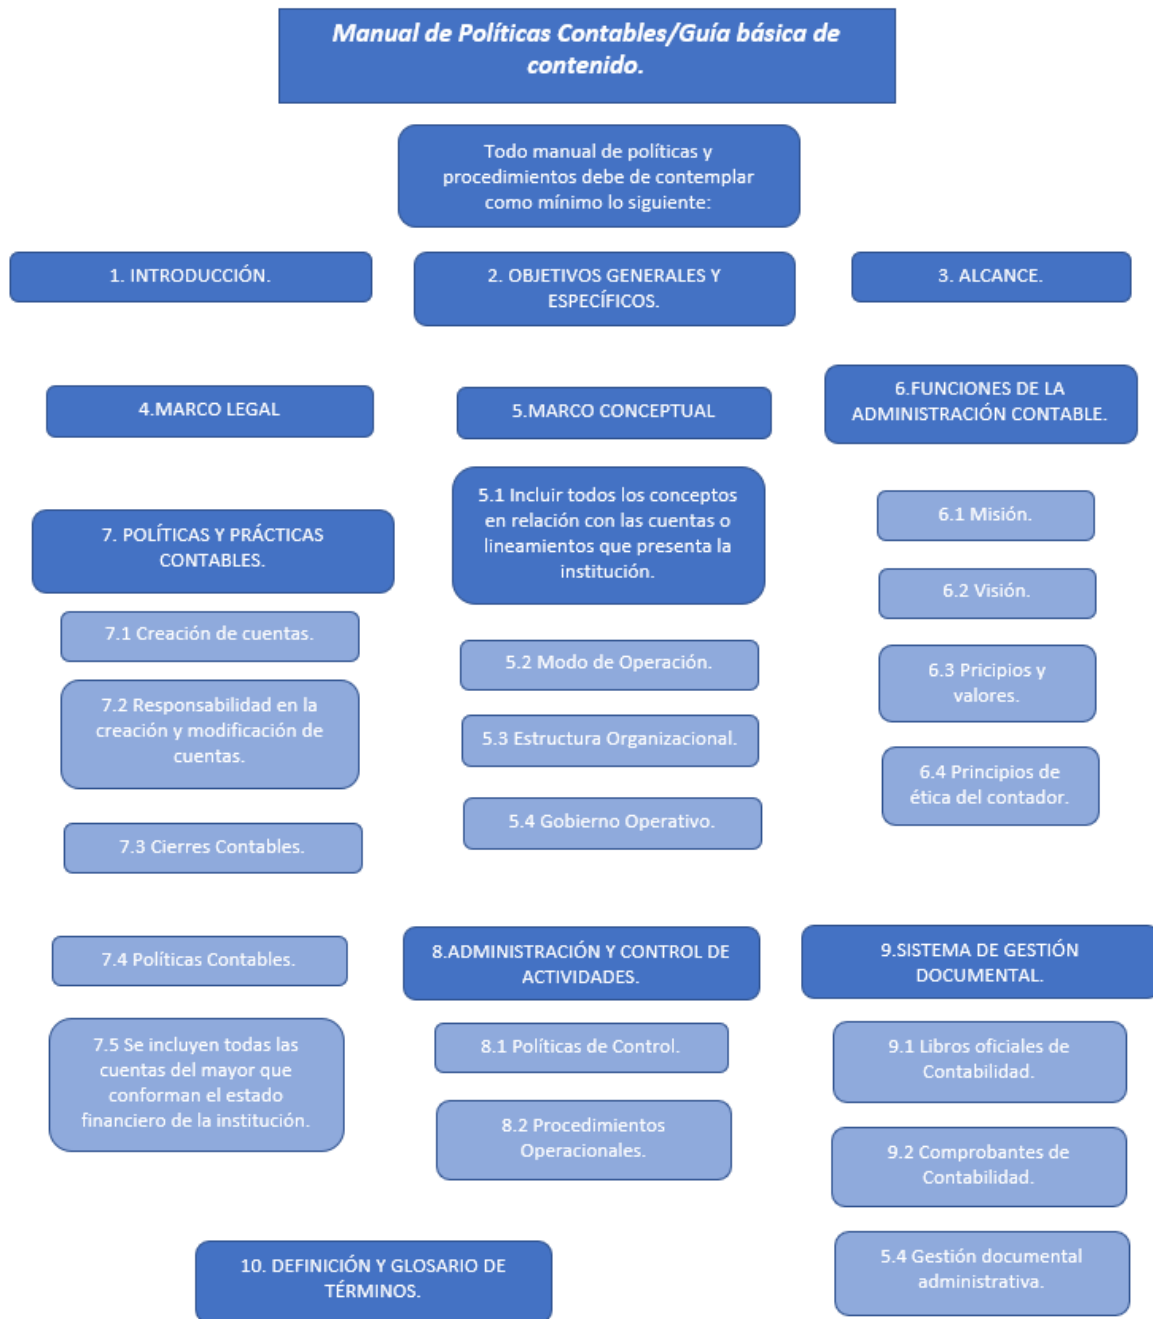 Manual de Políticas Contables/Guía básica de
contenido.
Todo manual de políticas y
procedimientos debe de contemplar
como mínimo lo siguiente:
1. INTRODUCCIÓN.
2. OBJETIVOS GENERALES Y
ESPECÍFICOS.
3. ALCANCE.
4.MARCO LEGAL
5.MARCO CONCEPTUAL
6.FUNCIONES DE LA
ADMINISTRACIÓN CONTABLE.
5.1 Incluir todos los conceptos
en relación con las cuentas o
lineamientos que presenta la
institución.
5.2 Modo de Operación.
5.3 Estructura Organizacional.
5.4 Gobierno Operativo.
6.1 Misión.
6.2 Visión.
6.3 Pricipios y
valores.
6.4 Principios de
ética del contador.
7. POLÍTICAS Y PRÁCTICAS
CONTABLES.
7.1 Creación de cuentas.
7.2 Responsabilidad en la
creación y modificación de
cuentas.
7.3 Cierres Contables.
7.4 Políticas Contables.
7.5 Se incluyen todas las
cuentas del mayor que
conforman el estado
financiero de la institución.
8.ADMINISTRACIÓN Y CONTROL DE
ACTIVIDADES.
8.1 Políticas de Control.
8.2 Procedimientos
Operacionales.
9.SISTEMA DE GESTIÓN
DOCUMENTAL.
9.1 Libros oficiales de
Contabilidad.
9.2 Comprobantes de
Contabilidad.
5.4 Gestión documental
administrativa.
10. DEFINICIÓN Y GLOSARIO DE
TÉRMINOS.